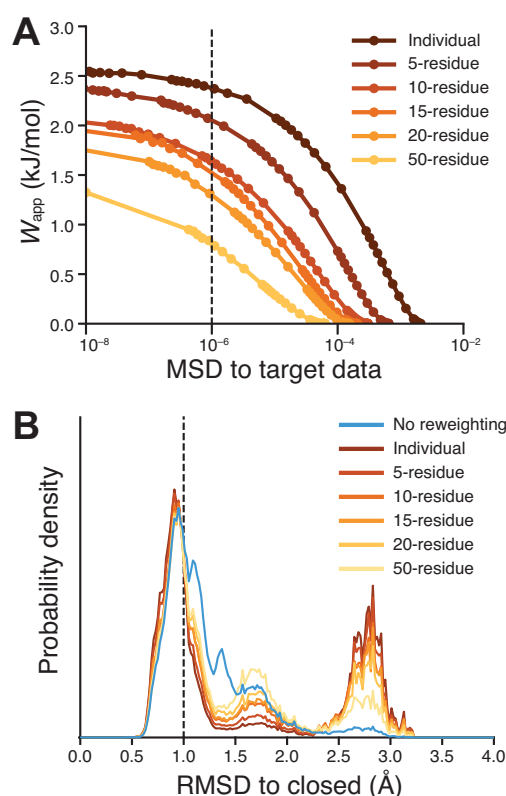 A
3.0
2.5
2.0
1.5
1.0
0.5
0.0
W_app (kJ/mol)
Individual
5-residue
10-residue
15-residue
20-residue
50-residue
10⁻⁸ 10⁻⁶ 10⁻⁴ 10⁻²
MSD to target data
B
No reweighting
Individual
5-residue
10-residue
15-residue
20-residue
50-residue
Probability density
0.0 0.5 1.0 1.5 2.0 2.5 3.0 3.5 4.0
RMSD to closed (Å)